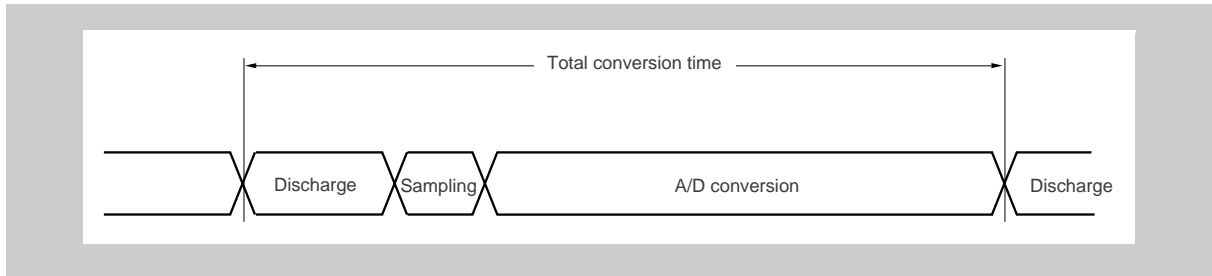 Total conversion time
Discharge
Sampling
A/D conversion
Discharge